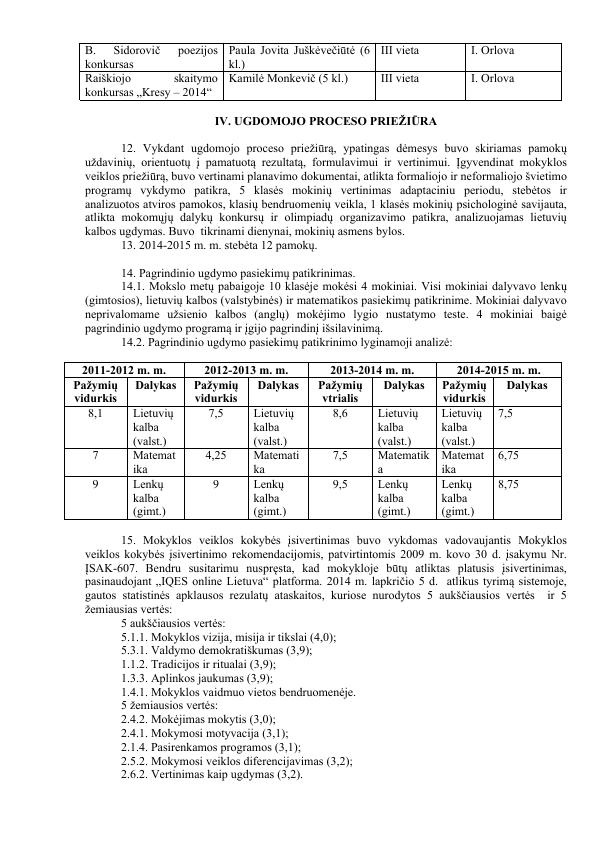 B. Sidorovič poezijos konkursas | Paula Jovita Juškėvečiūtė (6 kl.) | III vieta | I. Orlova
Raiškiojo skaitymo konkursas „Kresy – 2014“ | Kamilė Monkevič (5 kl.) | III vieta | I. Orlova
IV. UGDOMOJO PROCESO PRIEŽIŪRA
12. Vykdant ugdomojo proceso priežiūrą, ypatingas dėmesys buvo skiriamas pamokų
uždavinių, orientuotų į pamatuotą rezultatą, formulavimui ir vertinimui. Įgyvendinat mokyklos
veiklos priežiūrą, buvo vertinami planavimo dokumentai, atlikta formaliojo ir neformaliojo švietimo
programų vykdymo patikra, 5 klasės mokinių vertinimas adaptaciniu periodu, stebėtos ir
analizuotos atviros pamokos, klasių bendruomenių veikla, 1 klasės mokinių psichologinė savijauta,
atlikta mokomųjų dalykų konkursų ir olimpiadų organizavimo patikra, analizuojamas lietuvių
kalbos ugdymas. Buvo tikrinami dienynai, mokinių asmens bylos.
13. 2014-2015 m. m. stebėta 12 pamokų.
14. Pagrindinio ugdymo pasiekimų patikrinimas.
14.1. Mokslo metų pabaigoje 10 klasėje mokėsi 4 mokiniai. Visi mokiniai dalyvavo lenkų
(gimtosios), lietuvių kalbos (valstybinės) ir matematikos pasiekimų patikrinime. Mokiniai dalyvavo
neprivalomame užsienio kalbos (anglų) mokėjimo lygio nustatymo teste. 4 mokiniai baigė
pagrindinio ugdymo programą ir įgijo pagrindinį išsilavinimą.
14.2. Pagrindinio ugdymo pasiekimų patikrinimo lyginamoji analizė:
2011-2012 m. m. | 2012-2013 m. m. | 2013-2014 m. m. | 2014-2015 m. m.
Pažymių vidurkis | Dalykas | Pažymių vidurkis | Dalykas | Pažymių vtrialis | Dalykas | Pažymių vidurkis | Dalykas
8,1 | Lietuvių kalba (valst.) | 7,5 | Lietuvių kalba (valst.) | 8,6 | Lietuvių kalba (valst.) | Lietuvių kalba (valst.) | 7,5
7 | Matemat ika | 4,25 | Matemati ka | 7,5 | Matematik a | Matemat ika | 6,75
9 | Lenkų kalba (gimt.) | 9 | Lenkų kalba (gimt.) | 9,5 | Lenkų kalba (gimt.) | Lenkų kalba (gimt.) | 8,75
15. Mokyklos veiklos kokybės įsivertinimas buvo vykdomas vadovaujantis Mokyklos
veiklos kokybės įsivertinimo rekomendacijomis, patvirtintomis 2009 m. kovo 30 d. įsakymu Nr.
ĮSAK-607. Bendru susitarimu nuspręsta, kad mokykloje būtų atliktas platusis įsivertinimas,
pasinaudojant „IQES online Lietuva“ platforma. 2014 m. lapkričio 5 d. atlikus tyrimą sistemoje,
gautos statistinės apklausos rezulatų ataskaitos, kuriose nurodytos 5 aukščiausios vertės ir 5
žemiausias vertės:
5 aukščiausios vertės:
5.1.1. Mokyklos vizija, misija ir tikslai (4,0);
5.3.1. Valdymo demokratiškumas (3,9);
1.1.2. Tradicijos ir ritualai (3,9);
1.3.3. Aplinkos jaukumas (3,9);
1.4.1. Mokyklos vaidmuo vietos bendruomenėje.
5 žemiausios vertės:
2.4.2. Mokėjimas mokytis (3,0);
2.4.1. Mokymosi motyvacija (3,1);
2.1.4. Pasirenkamos programos (3,1);
2.5.2. Mokymosi veiklos diferencijavimas (3,2);
2.6.2. Vertinimas kaip ugdymas (3,2).